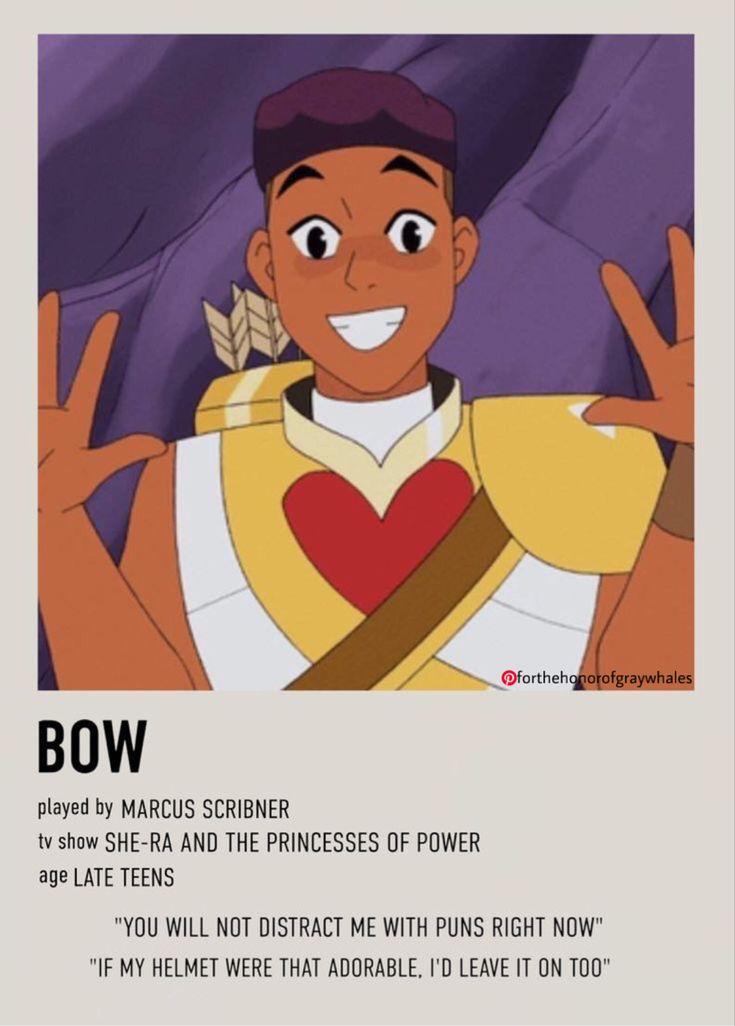 forthehonorofgraywhales
BOW
played by MARCUS SCRIBNER
tv show SHE-RA AND THE PRINCESSES OF POWER
age LATE TEENS
"YOU WILL NOT DISTRACT ME WITH PUNS RIGHT NOW"
"IF MY HELMET WERE THAT ADORABLE, I'D LEAVE IT ON TOO"